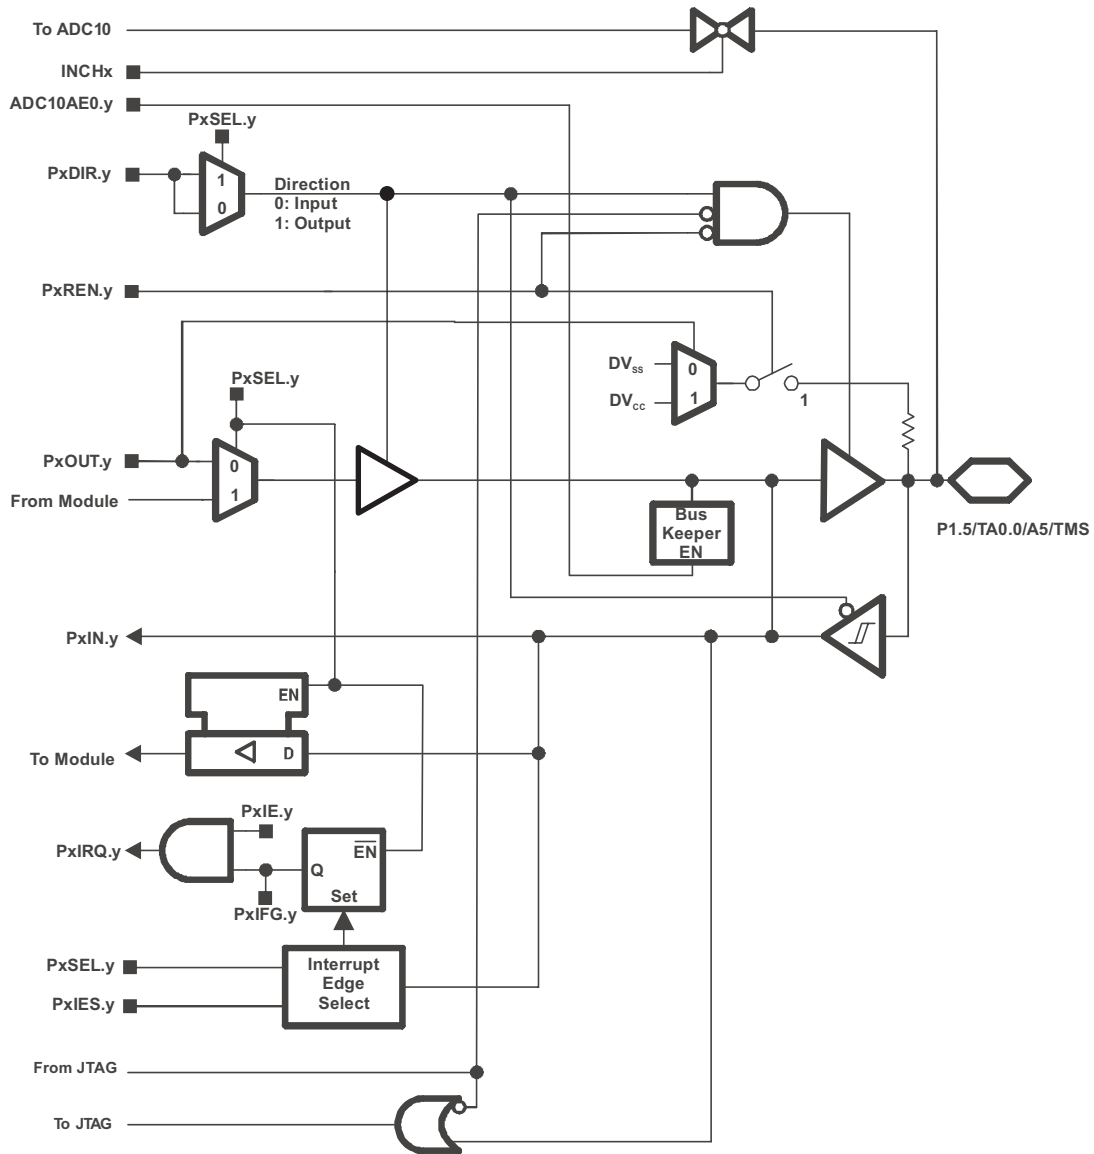 To ADC10
INCHx
ADC10AE0.y
PxSEL.y
PxDIR.y
1
0
Direction
0: Input
1: Output
PxREN.y
DVSS
0
DVCC
1
1
PxSEL.y
PxOUT.y
0
From Module
1
Bus
Keeper
EN
P1.5/TA0.0/A5/TMS
PxIN.y
EN
To Module
D
PxIE.y
PxIRQ.y
EN
Q
Set
PxIFG.y
PxSEL.y
PxIES.y
Interrupt
Edge
Select
From JTAG
To JTAG